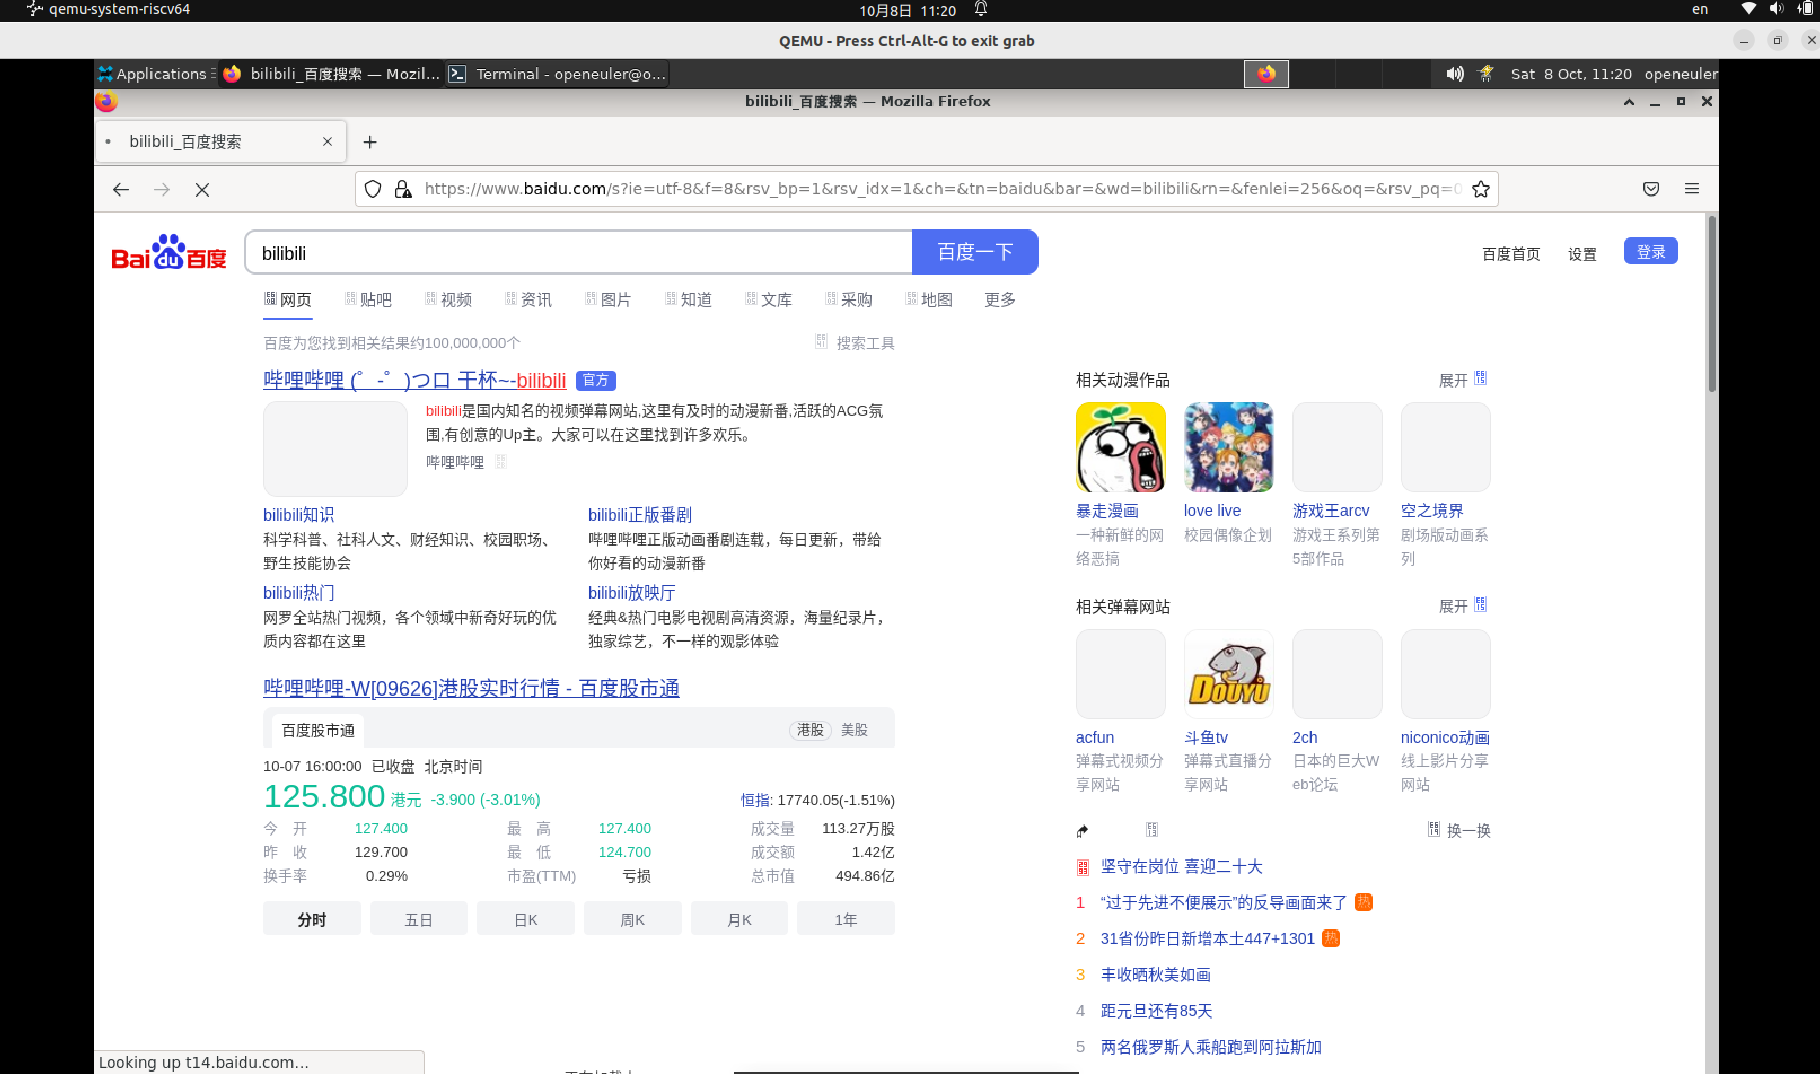 qemu-system-riscv64
10月8日 11:20
en
QEMU - Press Ctrl-Alt-G to exit grab
Applications
bilibili_百度搜索 — Mozil...
Terminal - openeuler@o...
Sat 8 Oct, 11:20 openeuler
bilibili_百度搜索 — Mozilla Firefox
bilibili_百度搜索
https://www.baidu.com/s?ie=utf-8&f=8&rsv_bp=1&rsv_idx=1&ch=&tn=baidu&bar=&wd=bilibili&rn=&fenlei=256&oq=&rsv_pq=0
Bai du 百度
bilibili
百度一下
百度首页
设置
登录
网页 贴吧 视频 资讯 图片 知道 文库 采购 地图 更多
百度为您找到相关结果约100,000,000个
搜索工具
哔哩哔哩 (゜-゜)つロ 干杯~-bilibili 官方
bilibili是国内知名的视频弹幕网站,这里有及时的动漫新番,活跃的ACG氛
围,有创意的Up主。大家可以在这里找到许多欢乐。
哔哩哔哩
bilibili知识
科学科普、社科人文、财经知识、校园职场、
野生技能协会
bilibili正版番剧
哔哩哔哩正版动画番剧连载，每日更新，带给
你好看的动漫新番
bilibili热门
网罗全站热门视频，各个领域中新奇好玩的优
质内容都在这里
bilibili放映厅
经典&热门电影电视剧高清资源，海量纪录片，
独家综艺，不一样的观影体验
哔哩哔哩-W[09626]港股实时行情 - 百度股市通
百度股市通
港股 美股
10-07 16:00:00 已收盘 北京时间
125.800 港元 -3.900 (-3.01%)
恒指: 17740.05(-1.51%)
今 开 127.400 最 高 127.400 成交量 113.27万股
昨 收 129.700 最 低 124.700 成交额 1.42亿
换手率 0.29% 市盈(TTM) 亏损 总市值 494.86亿
分时 五日 日K 周K 月K 1年
相关动漫作品
展开
暴走漫画
一种新鲜的网
络恶搞
love live
校园偶像企划
游戏王arcv
游戏王系列第
5部作品
空之境界
剧场版动画系
列
相关弹幕网站
展开
DOUYU
acfun
弹幕式视频分
享网站
斗鱼tv
弹幕式直播分
享网站
2ch
日本的巨大W
eb论坛
niconico动画
线上影片分享
网站
换一换
坚守在岗位 喜迎二十大
1 “过于先进不便展示”的反导画面来了 热
2 31省份昨日新增本土447+1301 热
3 丰收晒秋美如画
4 距元旦还有85天
5 两名俄罗斯人乘船跑到阿拉斯加
Looking up t14.baidu.com...